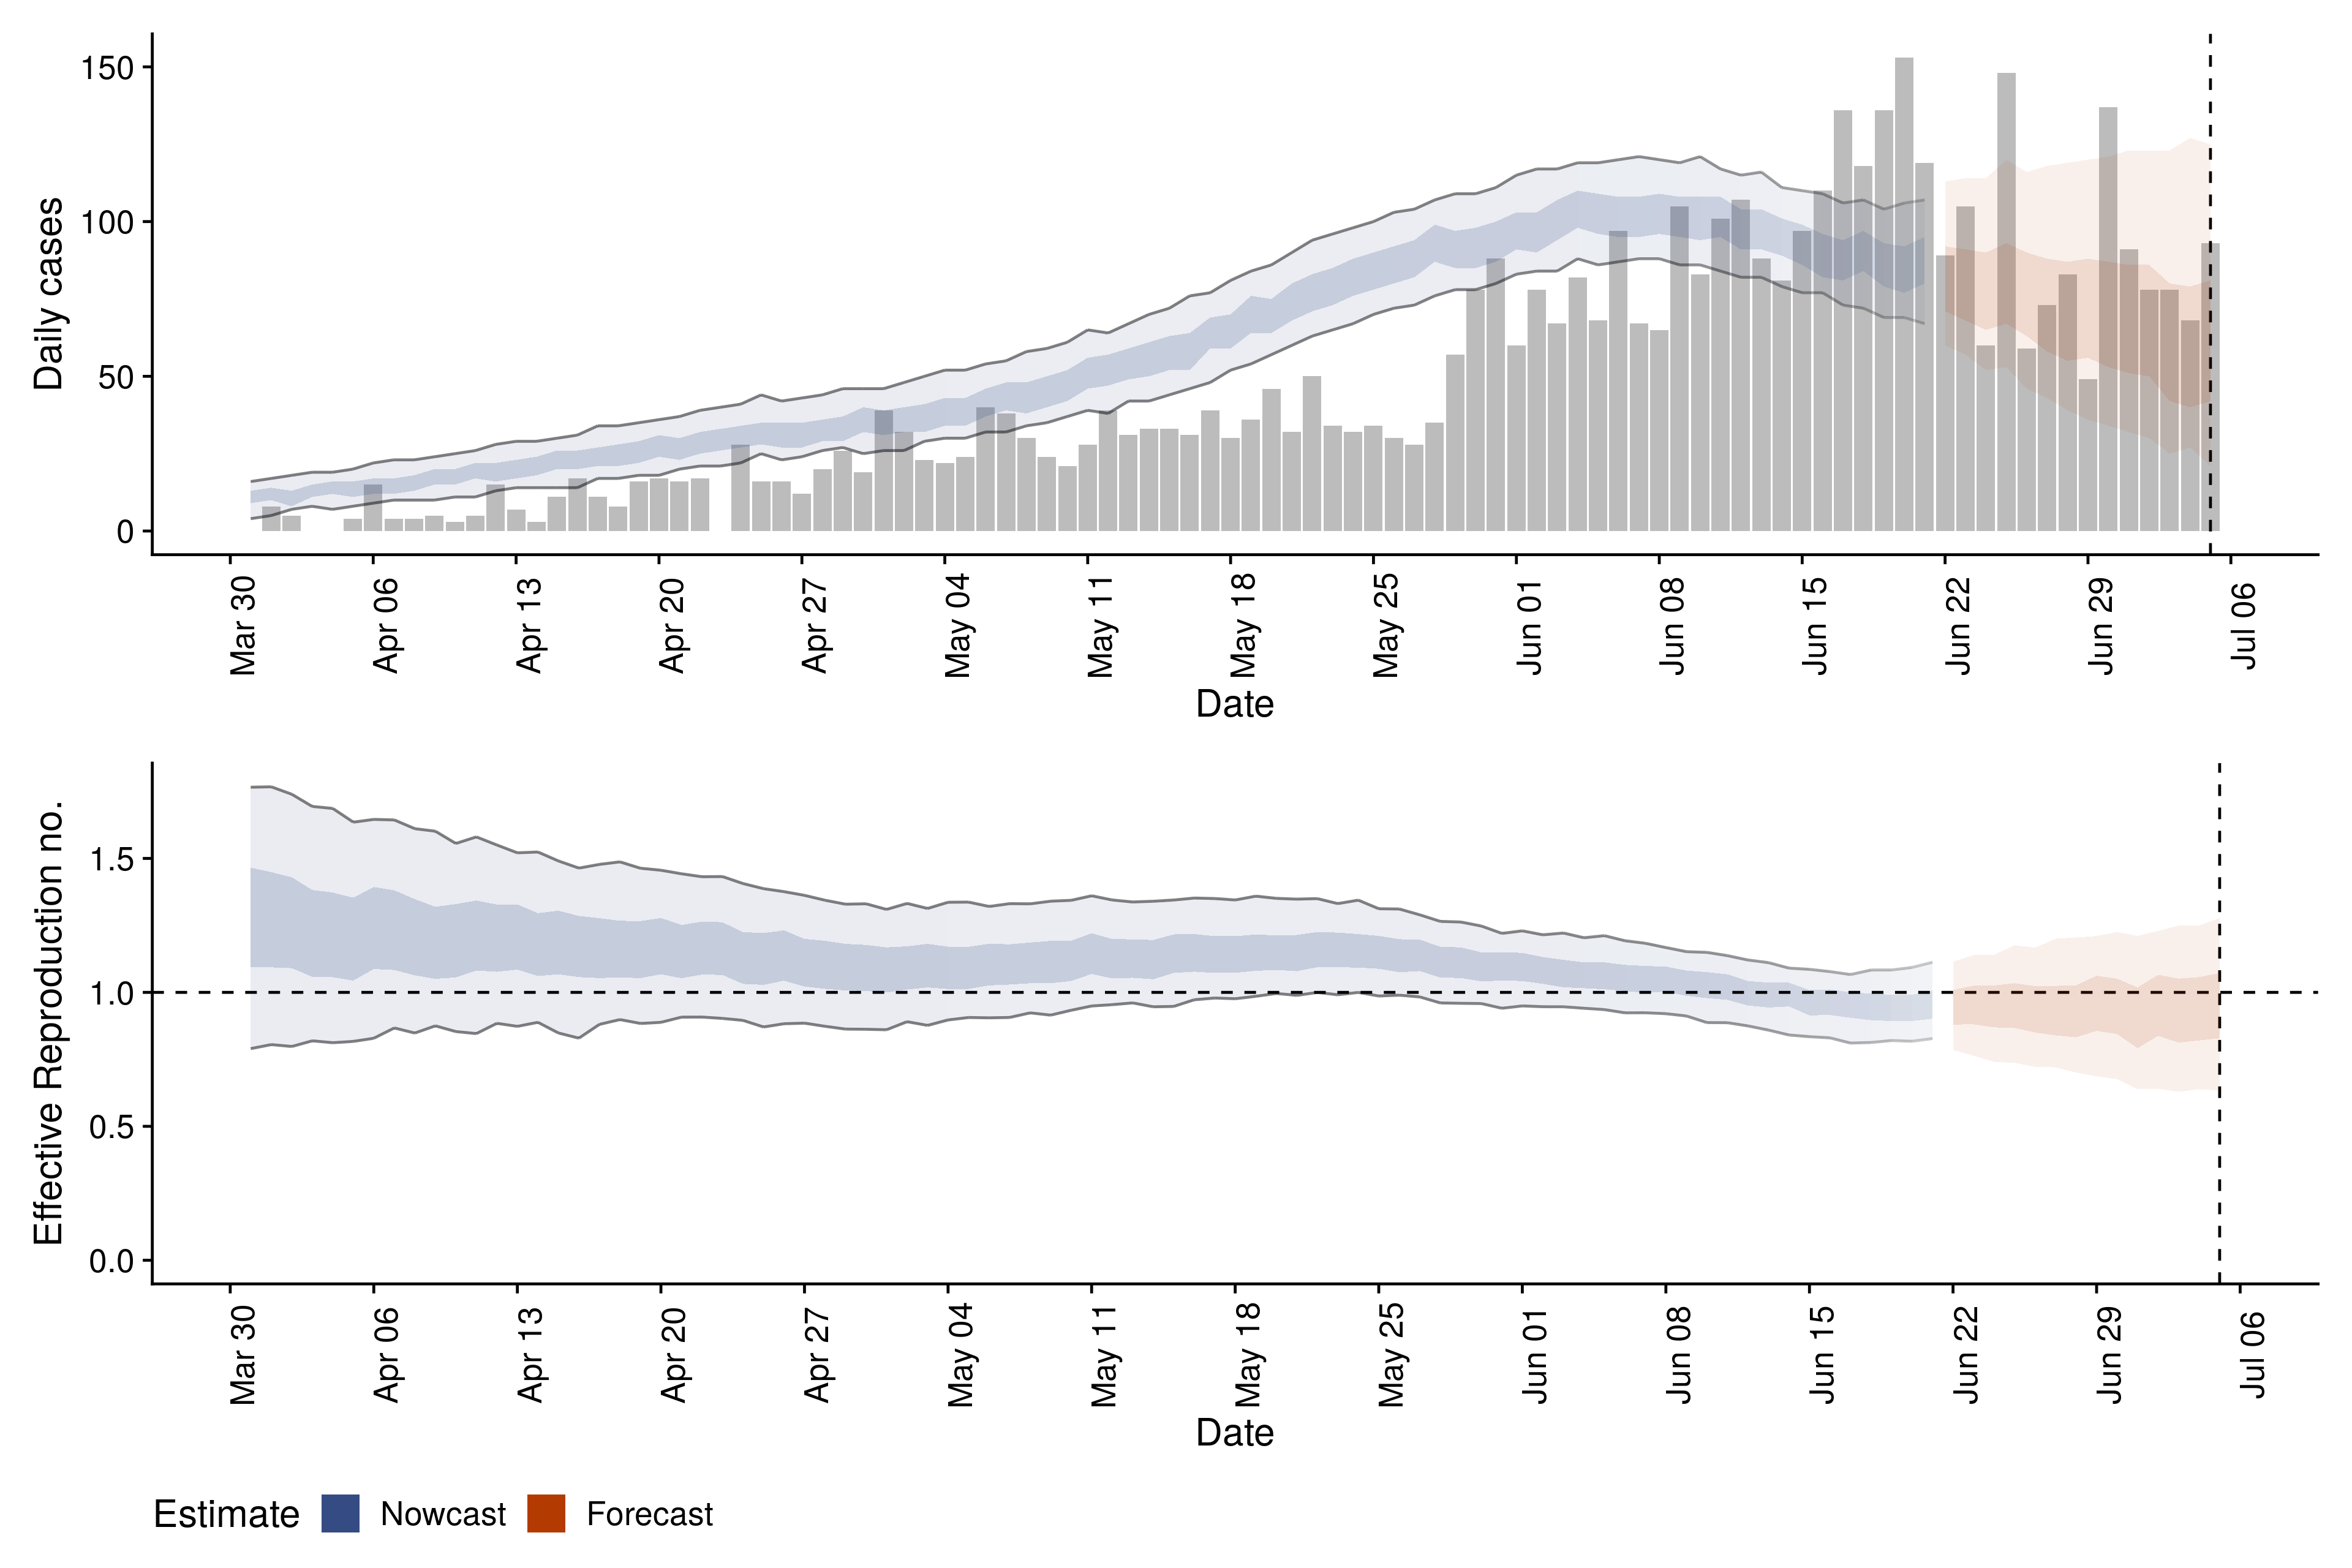 150
100
50
0
Daily cases
Mar 30
Apr 06
Apr 13
Apr 20
Apr 27
May 04
May 11
May 18
May 25
Jun 01
Jun 08
Jun 15
Jun 22
Jun 29
Jul 06
Date
1.5
1.0
0.5
0.0
Effective Reproduction no.
Mar 30
Apr 06
Apr 13
Apr 20
Apr 27
May 04
May 11
May 18
May 25
Jun 01
Jun 08
Jun 15
Jun 22
Jun 29
Jul 06
Date
Estimate Nowcast Forecast